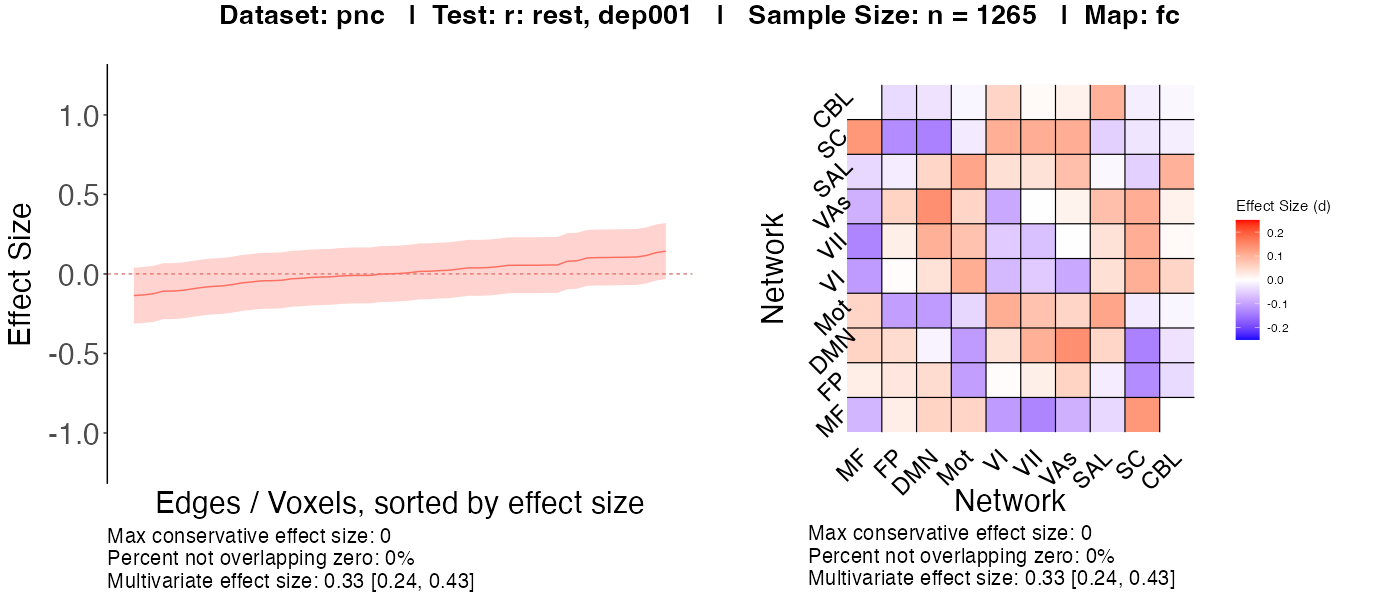 Dataset: pnc | Test: r: rest, dep001 | Sample Size: n = 1265 | Map: fc
Effect Size
1.0
0.5
0.0
-0.5
-1.0
Edges / Voxels, sorted by effect size
Max conservative effect size: 0
Percent not overlapping zero: 0%
Multivariate effect size: 0.33 [0.24, 0.43]
Network
CBL
SC
SAL
VAs
VII
VI
Mot
DMN
FP
MF
MF
FP
DMN
Mot
VI
VII
VAs
SAL
SC
CBL
Network
Max conservative effect size: 0
Percent not overlapping zero: 0%
Multivariate effect size: 0.33 [0.24, 0.43]
Effect Size (d)
0.2
0.1
0.0
-0.1
-0.2